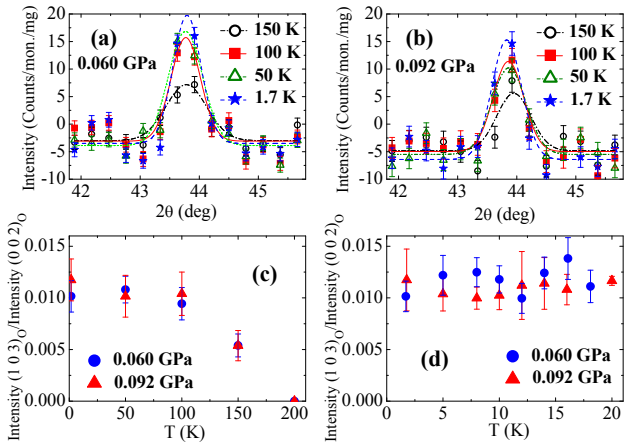 (a)
0.060 GPa
150 K
100 K
50 K
1.7 K
20
15
10
5
0
-5
-10
42
43
44
45
2θ (deg)
Intensity (Counts/mon./mg)
(b)
0.092 GPa
150 K
100 K
50 K
1.7 K
20
15
10
5
0
-5
-10
42
43
44
45
2θ (deg)
Intensity (Counts/mon./mg)
(c)
0.060 GPa
0.092 GPa
0.015
0.010
0.005
0.000
0
50
100
150
200
T (K)
Intensity (1 0 3)O/Intensity (0 0 2)O
(d)
0.060 GPa
0.092 GPa
0.015
0.010
0.005
0.000
0
5
10
15
20
T (K)
Intensity (1 0 3)O/Intensity (0 0 2)O